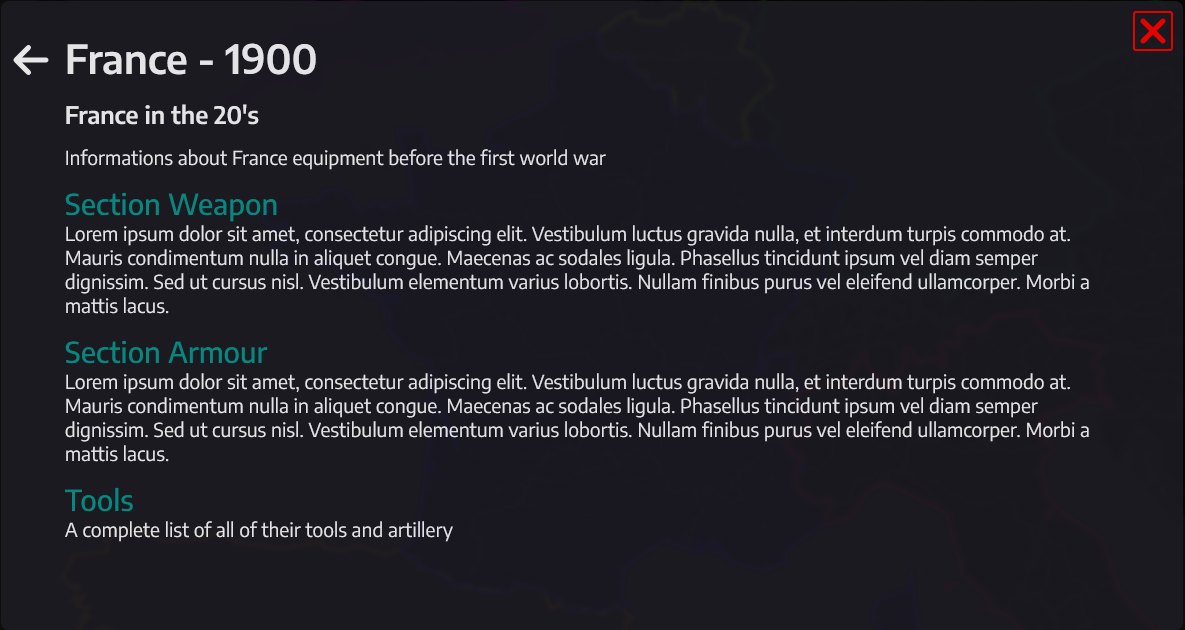 France - 1900
France in the 20's
Informations about France equipment before the first world war
Section Weapon
Lorem ipsum dolor sit amet, consectetur adipiscing elit. Vestibulum luctus gravida nulla, et interdum turpis commodo at.
Mauris condimentum nulla in aliquet congue. Maecenas ac sodales ligula. Phasellus tincidunt ipsum vel diam semper
dignissim. Sed ut cursus nisl. Vestibulum elementum varius lobortis. Nullam finibus purus vel eleifend ullamcorper. Morbi a
mattis lacus.
Section Armour
Lorem ipsum dolor sit amet, consectetur adipiscing elit. Vestibulum luctus gravida nulla, et interdum turpis commodo at.
Mauris condimentum nulla in aliquet congue. Maecenas ac sodales ligula. Phasellus tincidunt ipsum vel diam semper
dignissim. Sed ut cursus nisl. Vestibulum elementum varius lobortis. Nullam finibus purus vel eleifend ullamcorper. Morbi a
mattis lacus.
Tools
A complete list of all of their tools and artillery